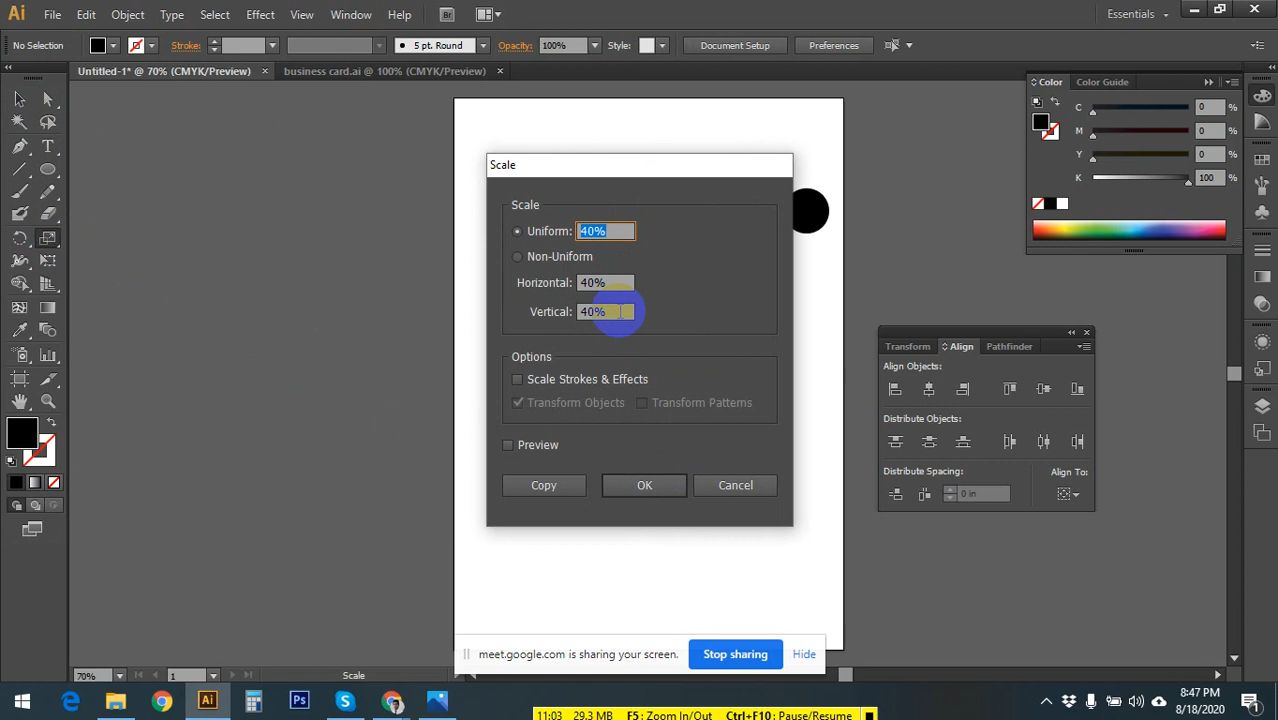 Ai File Edit Object Type Select Effect View Window Help Br Essentials
No Selection Stroke: 5 pt. Round Opacity: 100% Style: Document Setup Preferences
Untitled-1* @ 70% (CMYK/Preview) × business card.ai @ 100% (CMYK/Preview) ×
Color Color Guide
C 0 %
M 0 %
Y 0 %
K 100 %
Scale
Scale
Uniform: 40%
Non-Uniform
Horizontal: 40%
Vertical: 40%
Options
Scale Strokes & Effects
Transform Objects Transform Patterns
Preview
Copy OK Cancel
Transform Align Pathfinder
Align Objects:
Distribute Objects:
Distribute Spacing: Align To:
0 in
meet.google.com is sharing your screen. Stop sharing Hide
70% 1 Scale
Ai Ps 8:47 PM
8/18/2020
11:03 29.3 MB F5 : Zoom In/Out Ctrl+F10 : Pause/Resume